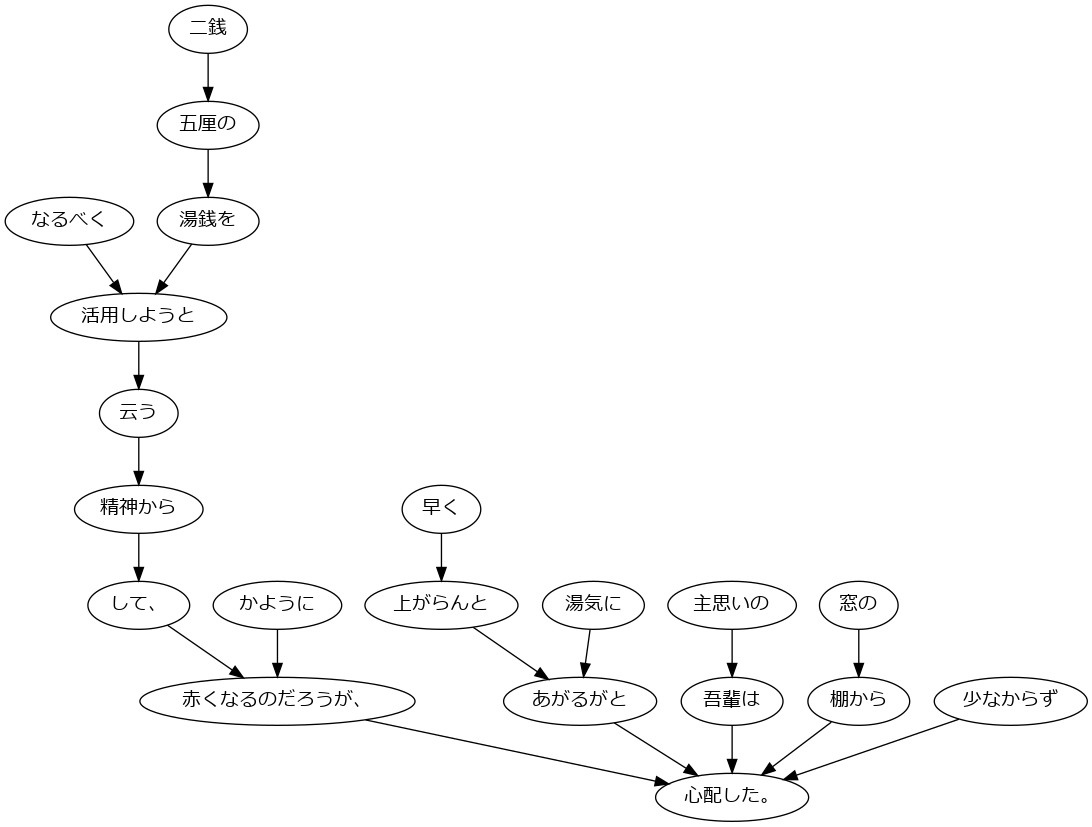 二銭
五厘の
なるべく
湯銭を
活用しようと
云う
精神から
早く
して、
かように
上がらんと
湯気に
主思いの
窓の
赤くなるのだろうが、
あがるがと
吾輩は
棚から
少なからず
心配した。